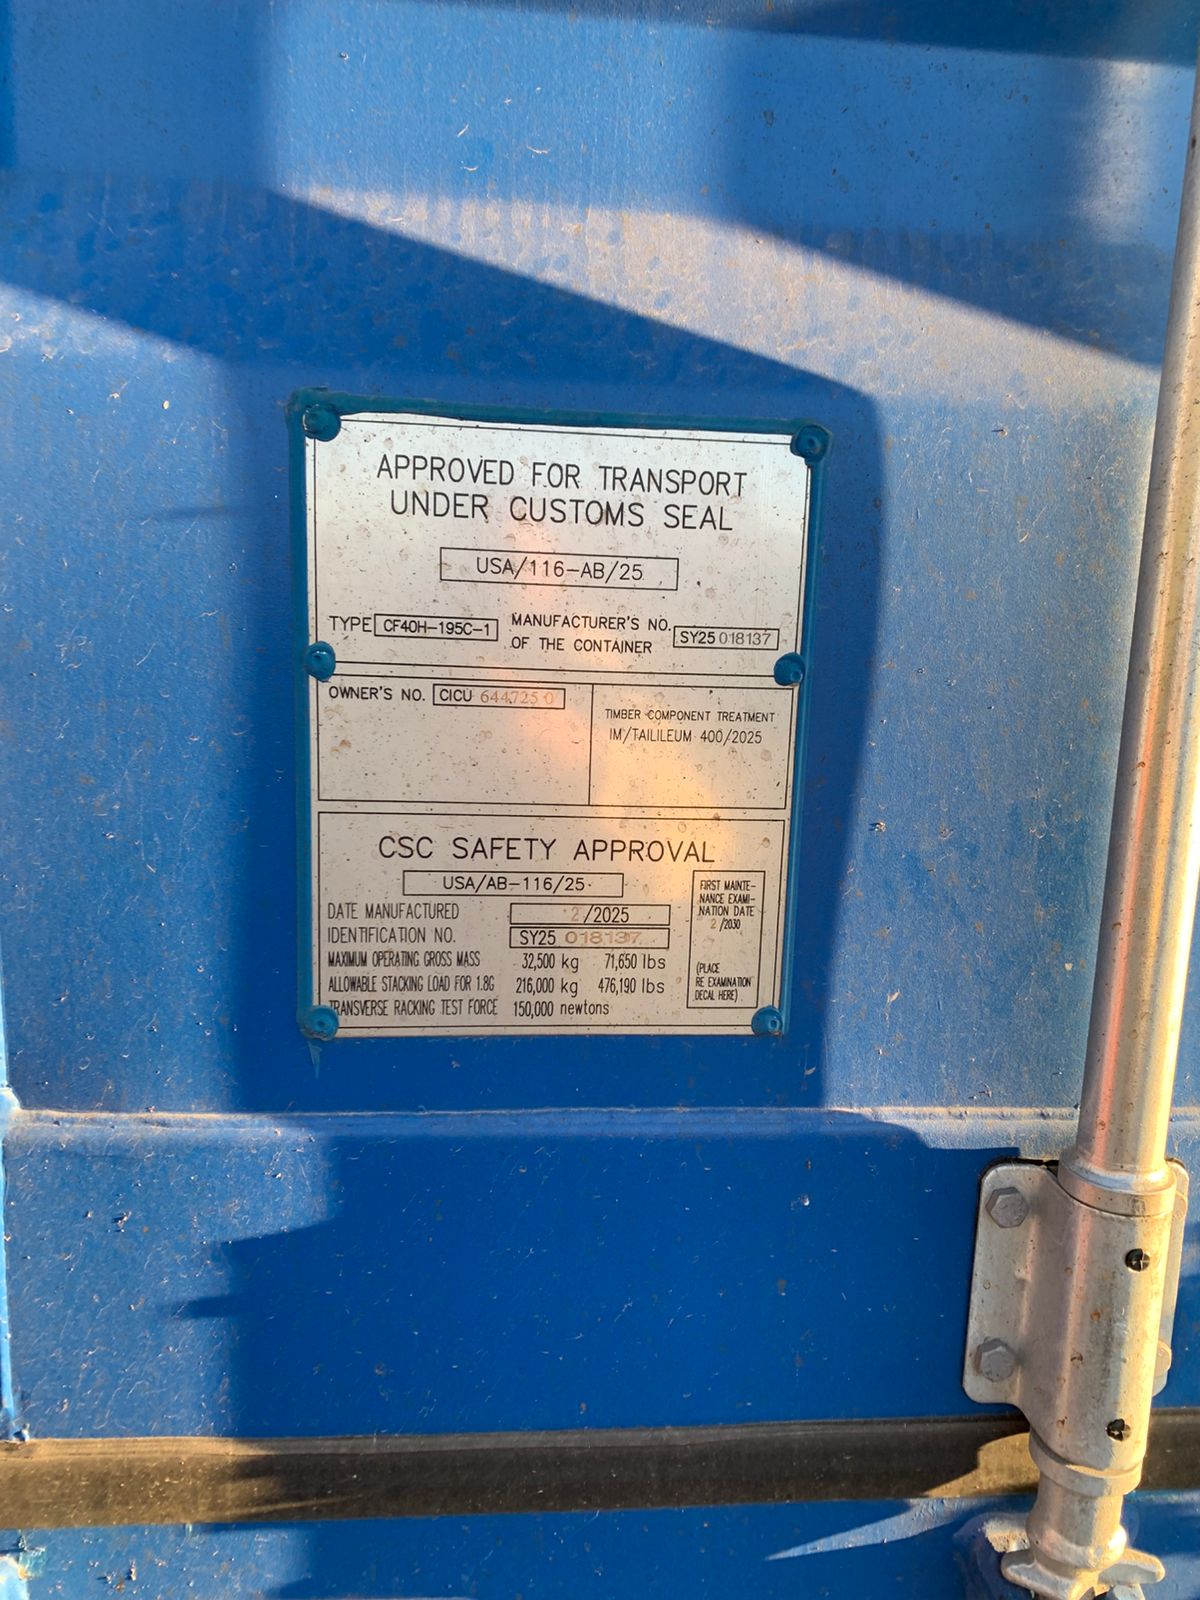 APPROVED FOR TRANSPORT
UNDER CUSTOMS SEAL
USA/116-AB/25
TYPE CF40H-195C-1 MANUFACTURER'S NO. OF THE CONTAINER SY25 018137
OWNER'S NO. CICU 644725 0
TIMBER COMPONENT TREATMENT
IM/TAILILEUM 400/2025
CSC SAFETY APPROVAL
USA/AB-116/25
DATE MANUFACTURED 2/2025
IDENTIFICATION NO. SY25 018137
MAXIMUM OPERATING GROSS MASS 32,500 kg 71,650 lbs
ALLOWABLE STACKING LOAD FOR 1.8G 216,000 kg 476,190 lbs
TRANSVERSE RACKING TEST FORCE 150,000 newtons
FIRST MAINTE-
NANCE EXAMI-
NATION DATE
2/2030
(PLACE
RE EXAMINATION
DECAL HERE)